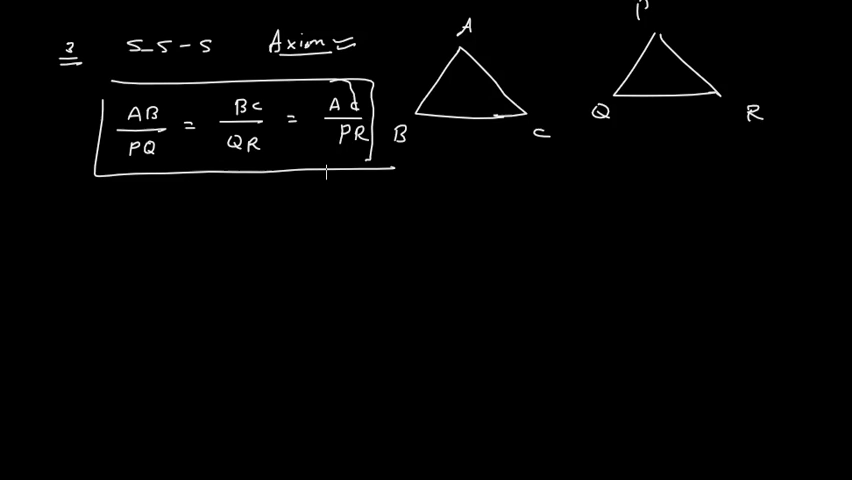 3 S-S-S Axiom
AB/PQ = BC/QR = AC/PR
A
B
C
P
Q
R